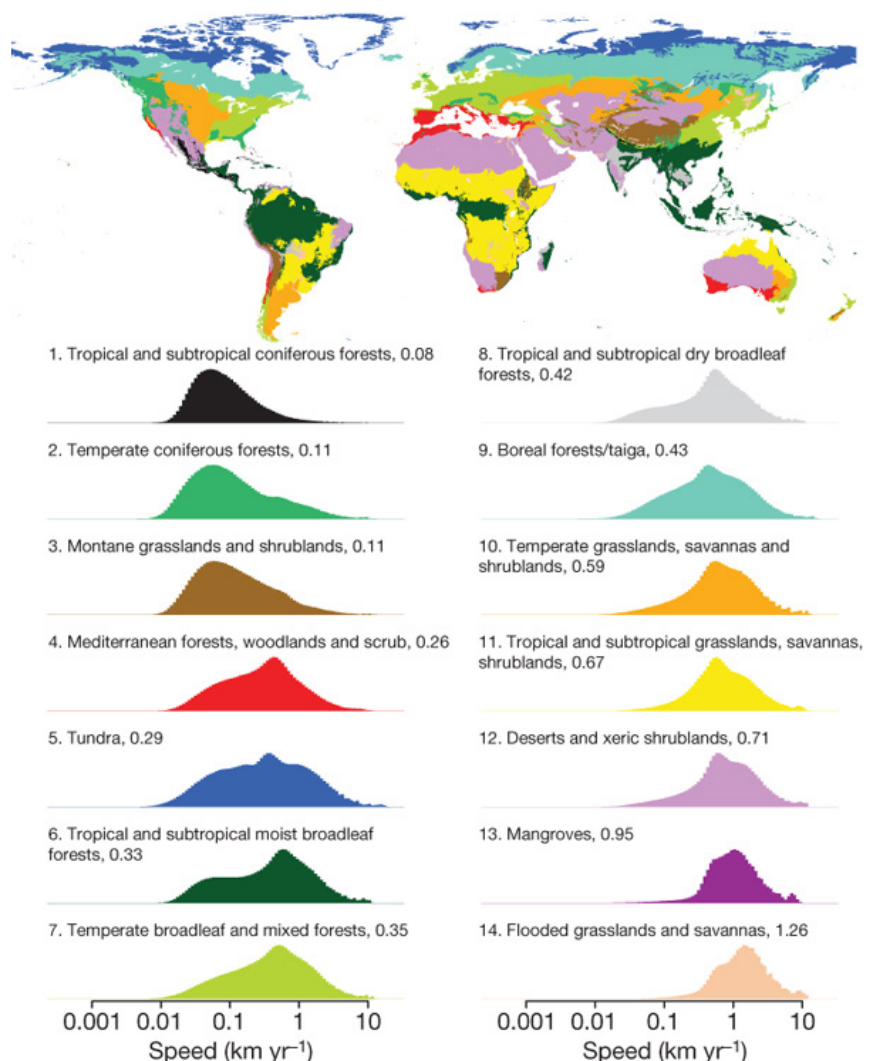 1. Tropical and subtropical coniferous forests, 0.08
2. Temperate coniferous forests, 0.11
3. Montane grasslands and shrublands, 0.11
4. Mediterranean forests, woodlands and scrub, 0.26
5. Tundra, 0.29
6. Tropical and subtropical moist broadleaf
forests, 0.33
7. Temperate broadleaf and mixed forests, 0.35
0.001 0.01 0.1 1 10
Speed (km yr⁻¹)
8. Tropical and subtropical dry broadleaf
forests, 0.42
9. Boreal forests/taiga, 0.43
10. Temperate grasslands, savannas and
shrublands, 0.59
11. Tropical and subtropical grasslands, savannas,
shrublands, 0.67
12. Deserts and xeric shrublands, 0.71
13. Mangroves, 0.95
14. Flooded grasslands and savannas, 1.26
0.001 0.01 0.1 1 10
Speed (km yr⁻¹)